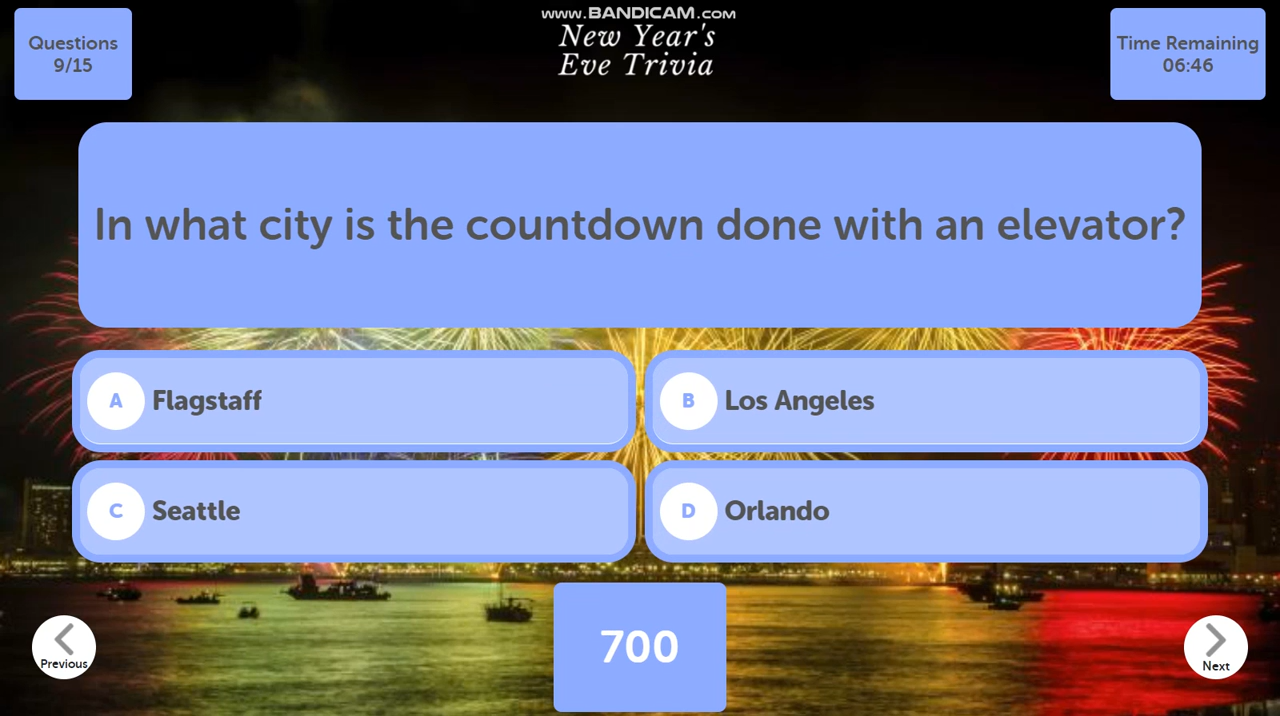 www.BANDICAM.com
Questions
9/15
New Year's
Eve Trivia
Time Remaining
06:46
In what city is the countdown done with an elevator?
A Flagstaff
B Los Angeles
C Seattle
D Orlando
Previous
700
Next